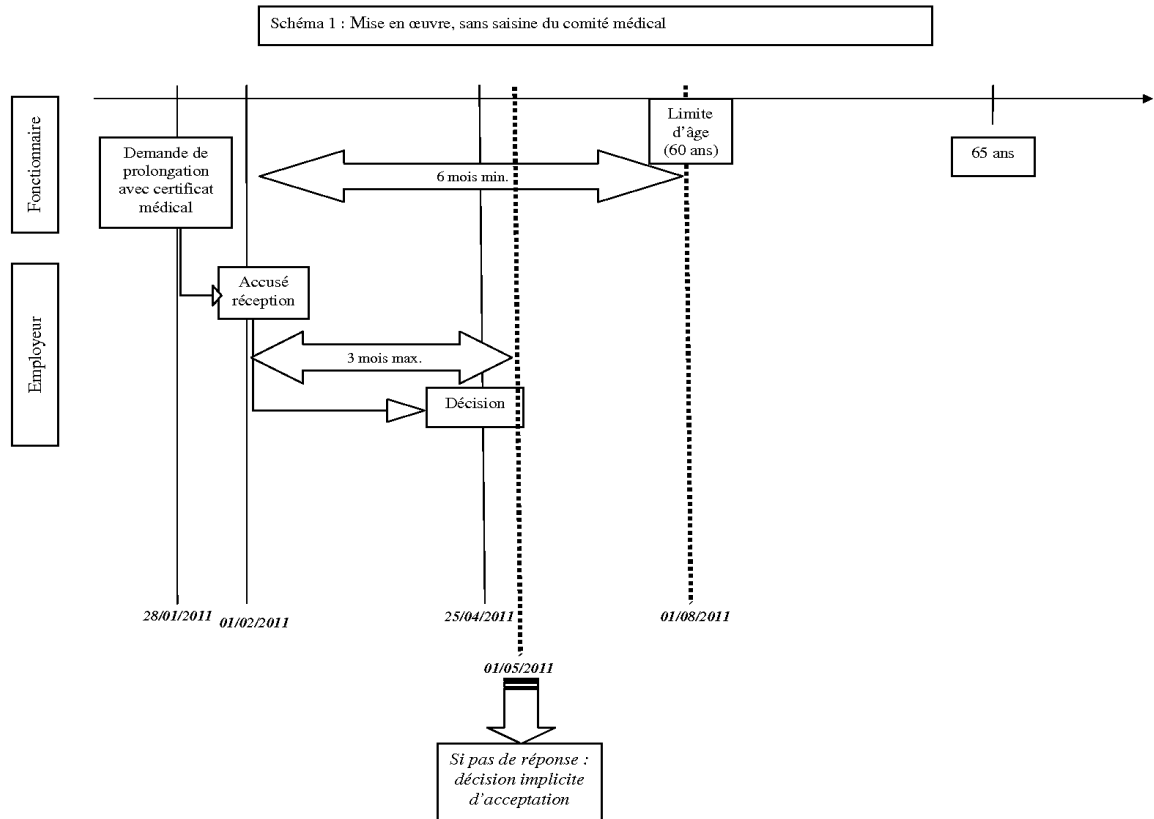 Schéma 1 : Mise en œuvre, sans saisine du comité médical
Fonctionnaire
Demande de
prolongation
avec certificat
médical
6 mois min.
Limite
d'âge
(60 ans)
65 ans
Employeur
Accusé
réception
3 mois max.
Décision
28/01/2011
01/02/2011
25/04/2011
01/08/2011
01/05/2011
Si pas de réponse :
décision implicite
d'acceptation